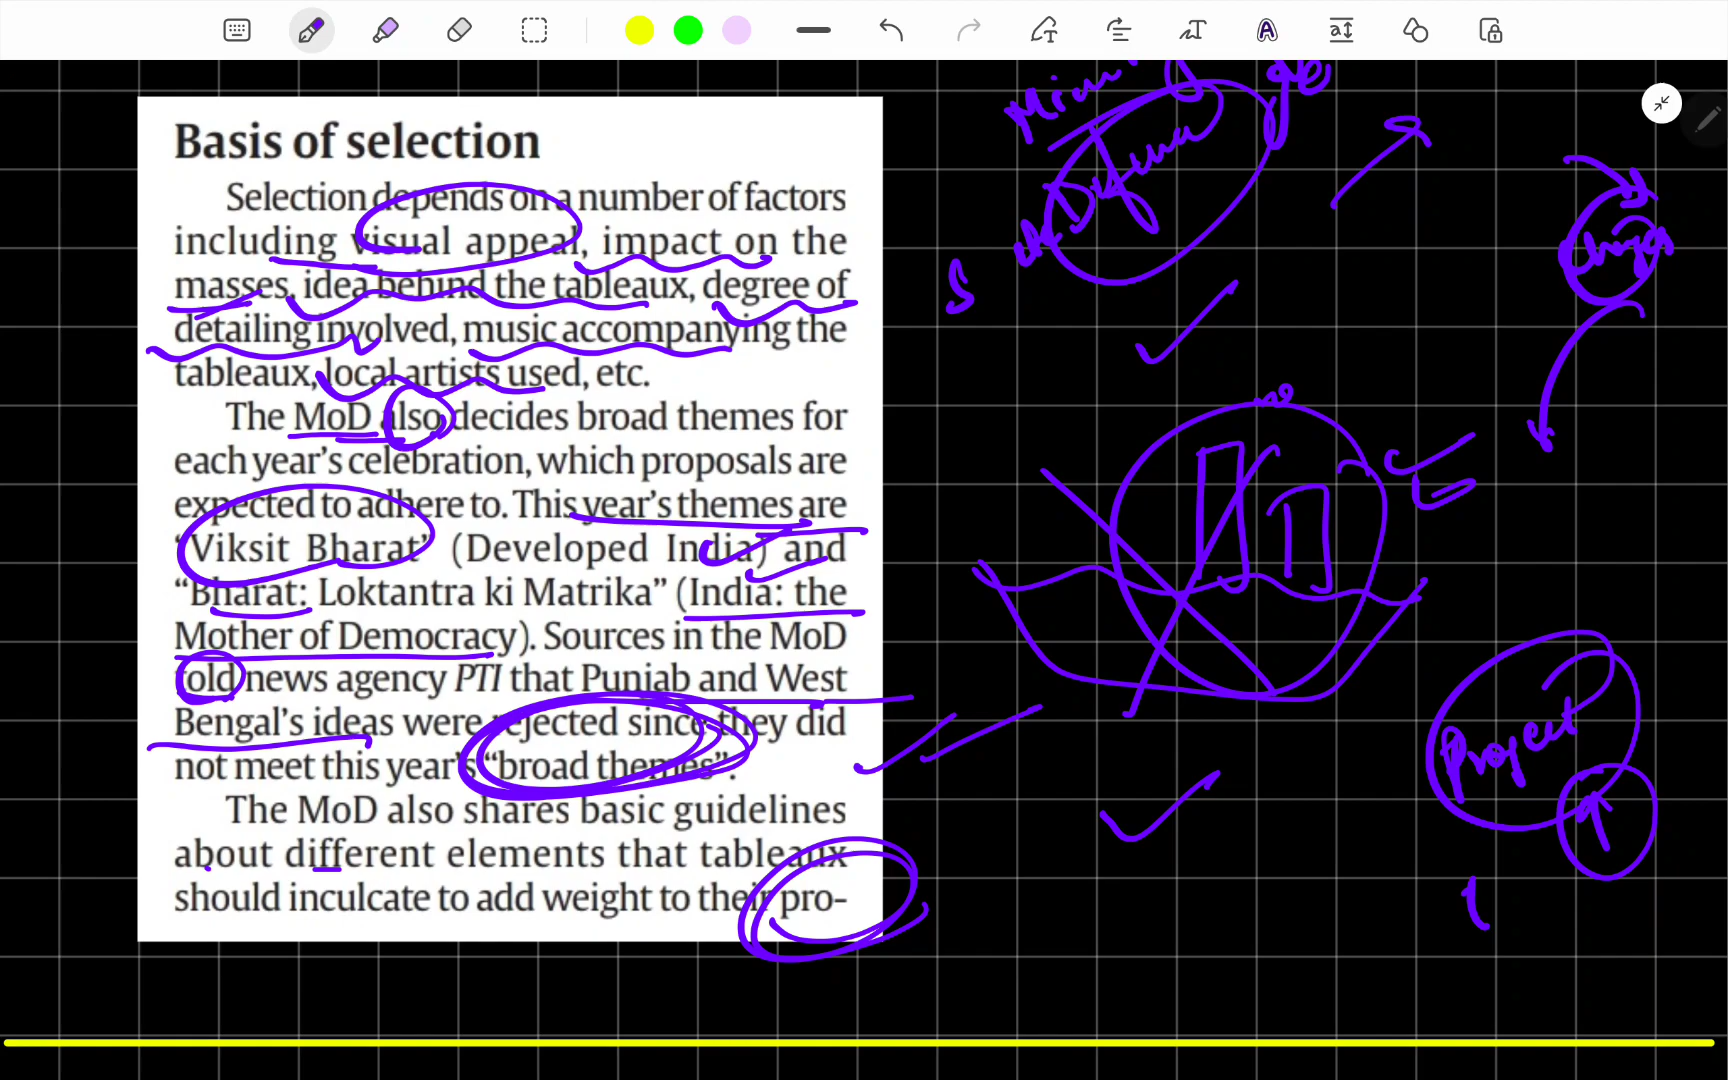 Basis of selection
Selection depends on a number of factors
including visual appeal, impact on the
masses, idea behind the tableaux, degree of
detailing involved, music accompanying the
tableaux, local artists used, etc.
The MoD also decides broad themes for
each year’s celebration, which proposals are
expected to adhere to. This year’s themes are
“Viksit Bharat” (Developed India) and
“Bharat: Loktantra ki Matrika” (India: the
Mother of Democracy). Sources in the MoD
told news agency PTI that Punjab and West
Bengal’s ideas were rejected since they did
not meet this year’s “broad themes”.
The MoD also shares basic guidelines
about different elements that tableaux
should inculcate to add weight to their pro-